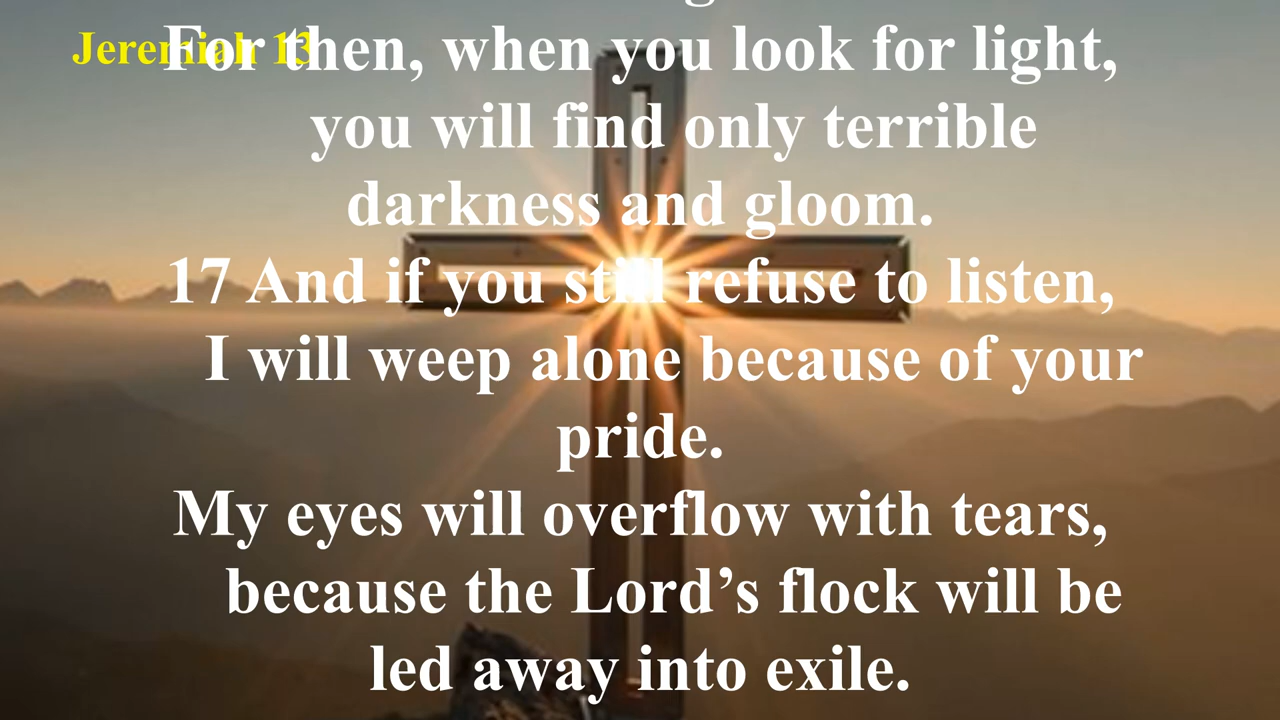 Jeremiah 13
For then, when you look for light,
you will find only terrible
darkness and gloom.
17 And if you still refuse to listen,
I will weep alone because of your
pride.
My eyes will overflow with tears,
because the Lord’s flock will be
led away into exile.